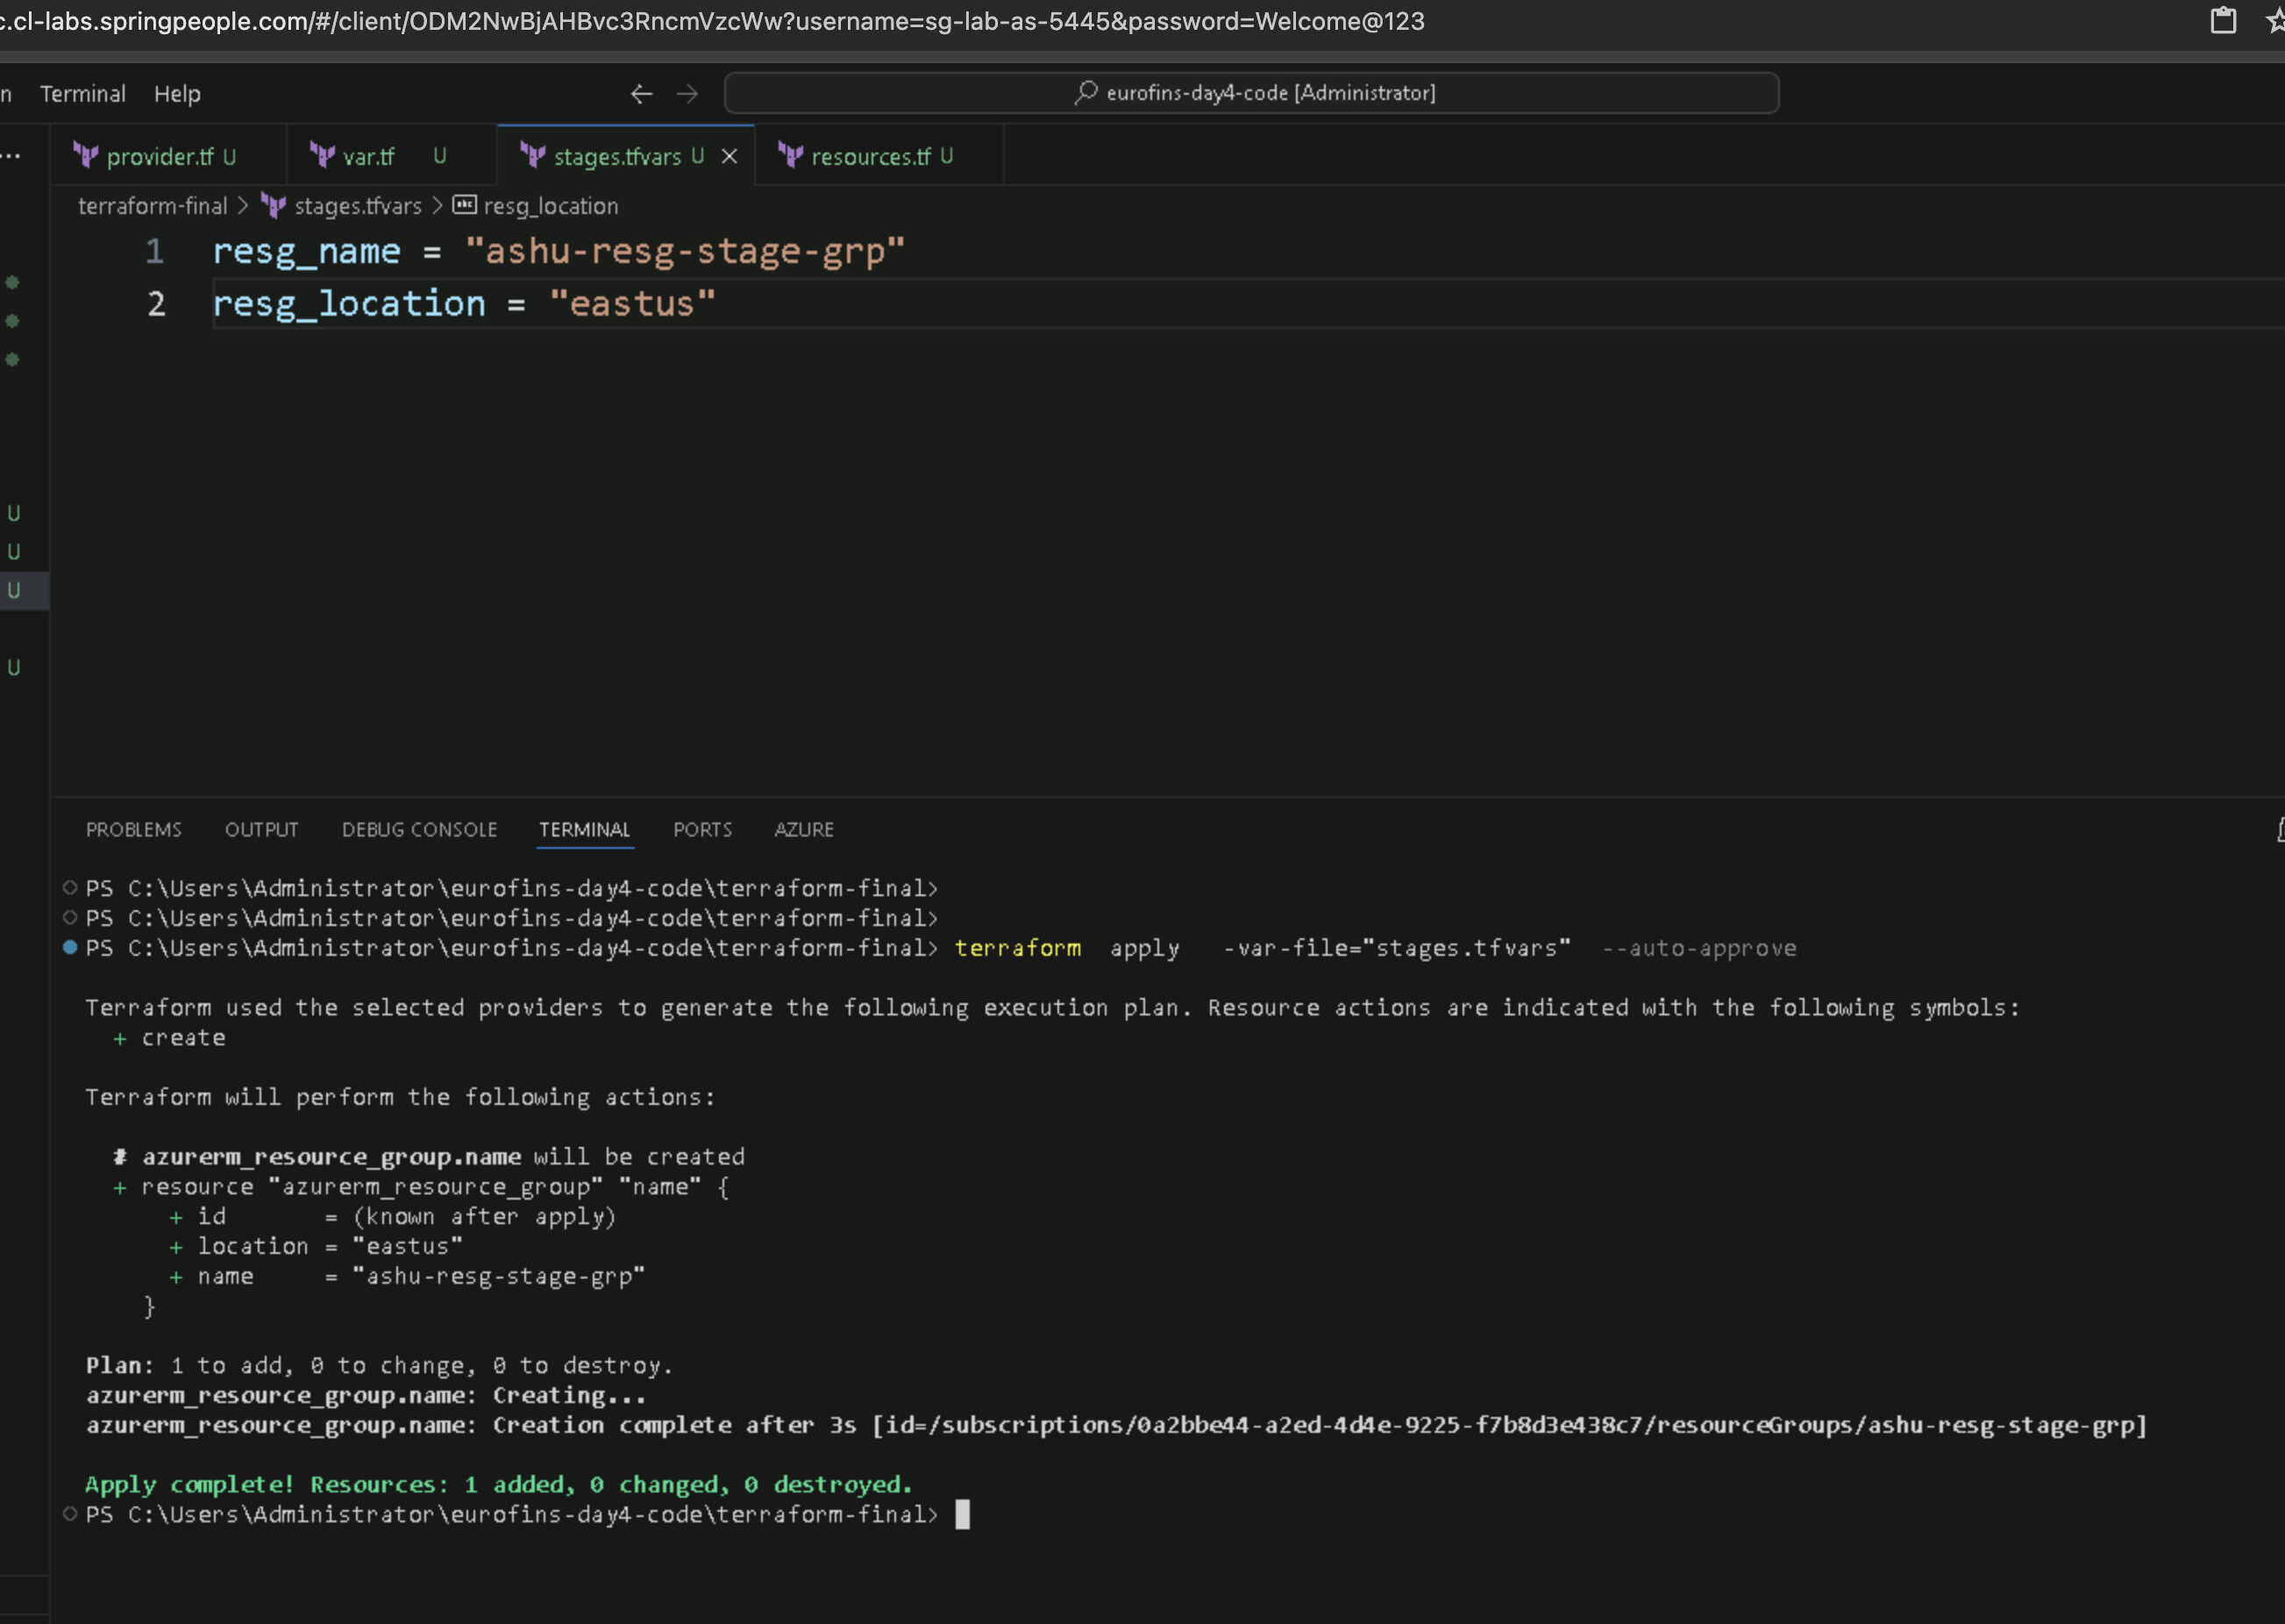 c.cl-labs.springpeople.com/#/client/ODM2NwBjAHBvc3RncmVzcWw?username=sg-lab-as-5445&password=Welcome@123
n Terminal Help
eurofins-day4-code [Administrator]
provider.tf U var.tf U stages.tfvars U resources.tf U
terraform-final > stages.tfvars > resg_location
1 resg_name = "ashu-resg-stage-grp"
2 resg_location = "eastus"
U
U
U
U
PROBLEMS OUTPUT DEBUG CONSOLE TERMINAL PORTS AZURE
PS C:\Users\Administrator\eurofins-day4-code\terraform-final>
PS C:\Users\Administrator\eurofins-day4-code\terraform-final>
PS C:\Users\Administrator\eurofins-day4-code\terraform-final> terraform  apply   -var-file="stages.tfvars"  --auto-approve
Terraform used the selected providers to generate the following execution plan. Resource actions are indicated with the following symbols:
+ create
Terraform will perform the following actions:
# azurerm_resource_group.name will be created
+ resource "azurerm_resource_group" "name" {
+ id       = (known after apply)
+ location = "eastus"
+ name     = "ashu-resg-stage-grp"
}
Plan: 1 to add, 0 to change, 0 to destroy.
azurerm_resource_group.name: Creating...
azurerm_resource_group.name: Creation complete after 3s [id=/subscriptions/0a2bbe44-a2ed-4d4e-9225-f7b8d3e438c7/resourceGroups/ashu-resg-stage-grp]
Apply complete! Resources: 1 added, 0 changed, 0 destroyed.
PS C:\Users\Administrator\eurofins-day4-code\terraform-final>